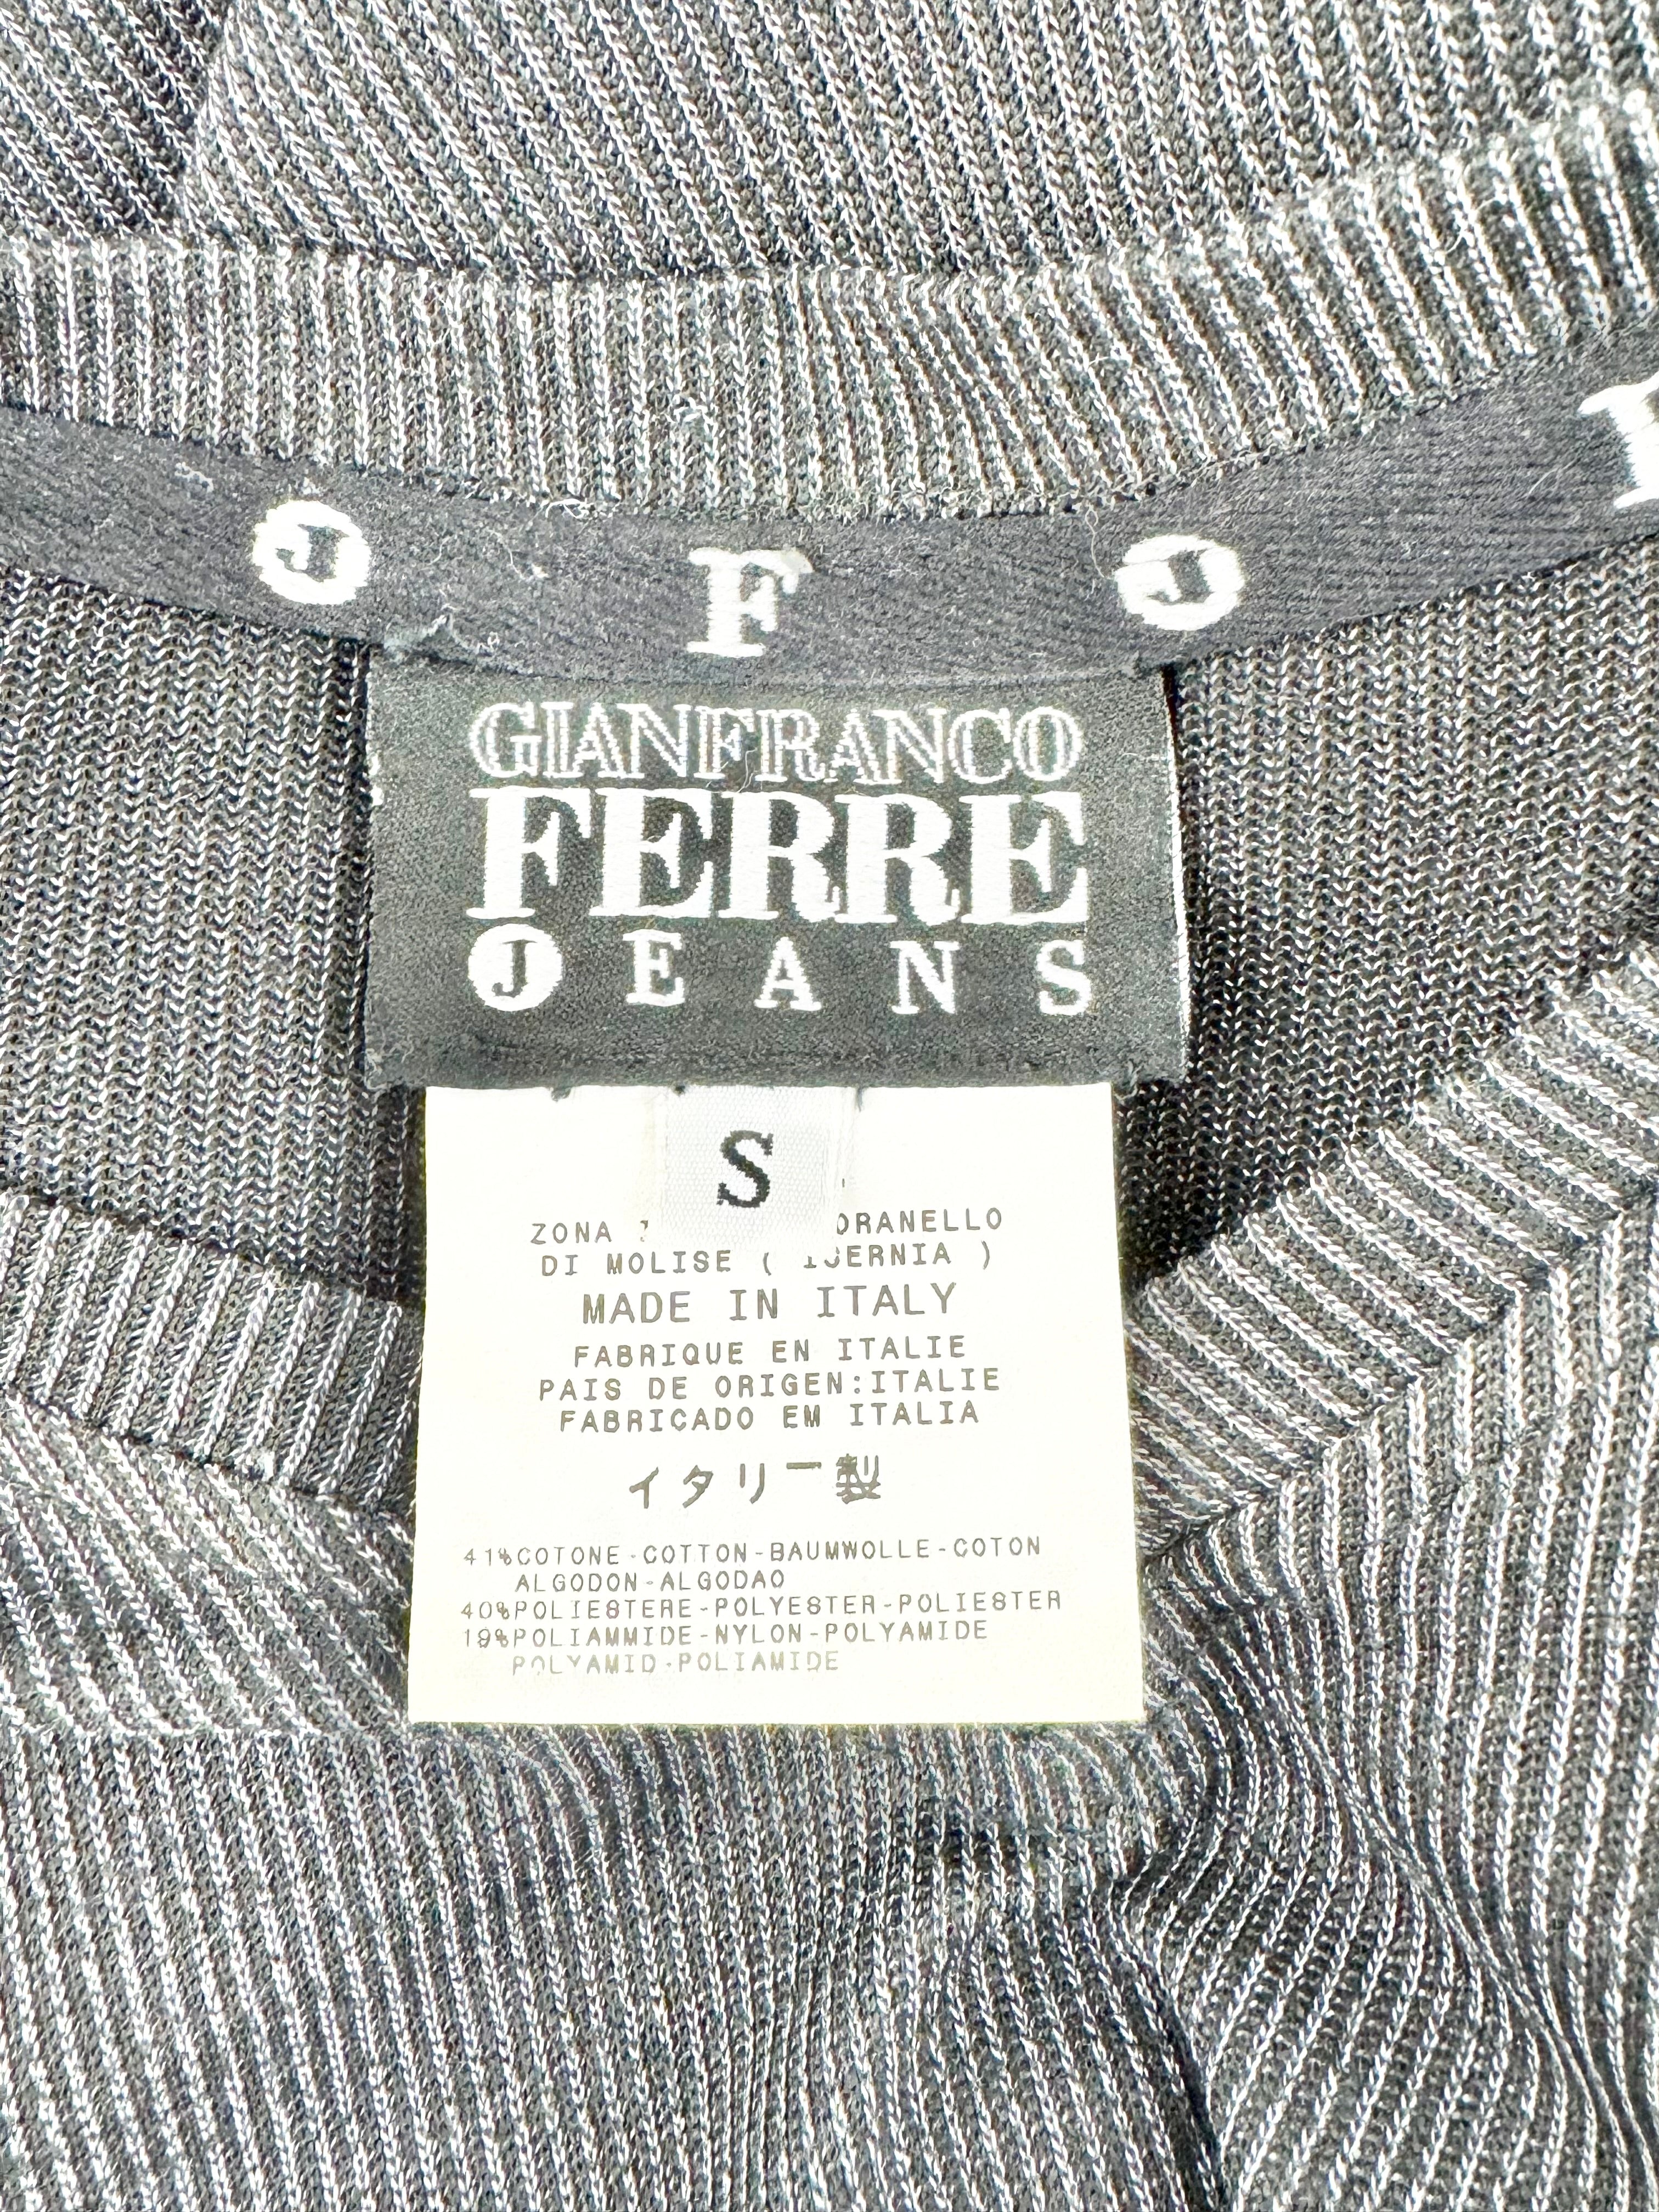 J F J
GIANFRANCO
FERRE
JEANS
S
ZONA
DI MOLISE ( ISERNIA )
MADE IN ITALY
FABRIQUE EN ITALIE
PAIS DE ORIGEN:ITALIE
FABRICADO EM ITALIA
イタリー製
41%COTONE-COTTON-BAUMWOLLE-COTON
ALGODON-ALGODAO
40%POLIESTERE-POLYESTER-POLIESTER
19%POLIAMMIDE-NYLON-POLYAMIDE
POLYAMID-POLIAMIDE